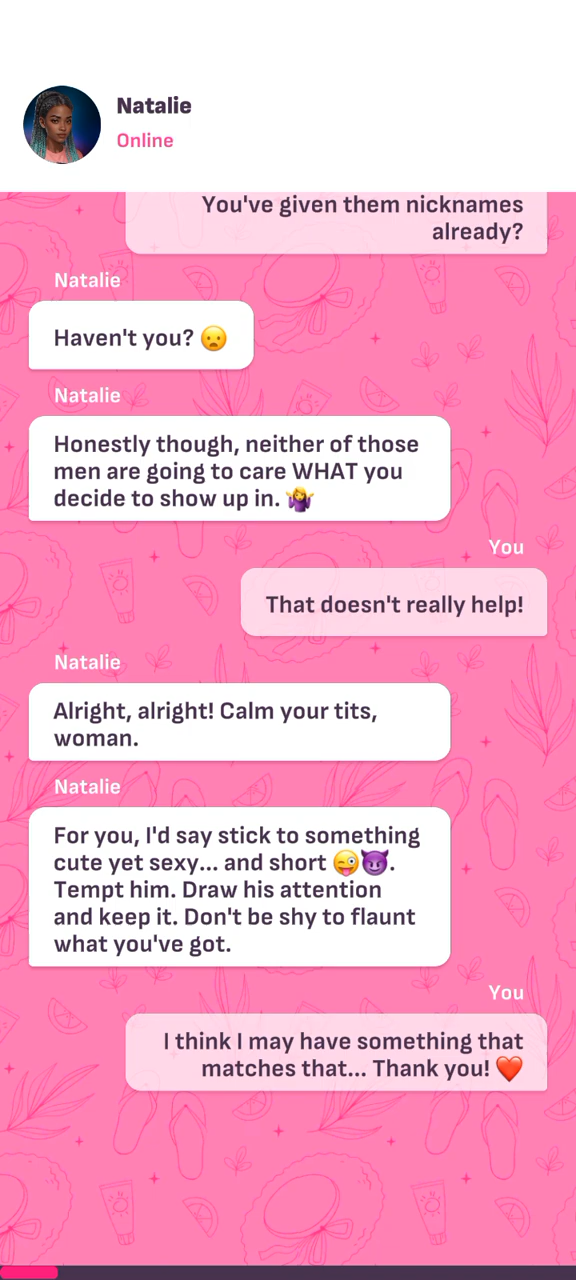 Natalie
Online
You've given them nicknames
already?
Natalie
Haven't you? 😦
Natalie
Honestly though, neither of those
men are going to care WHAT you
decide to show up in. 🤷‍♀️
You
That doesn't really help!
Natalie
Alright, alright! Calm your tits,
woman.
Natalie
For you, I'd say stick to something
cute yet sexy... and short 😜😈.
Tempt him. Draw his attention
and keep it. Don't be shy to flaunt
what you've got.
You
I think I may have something that
matches that... Thank you! ❤️